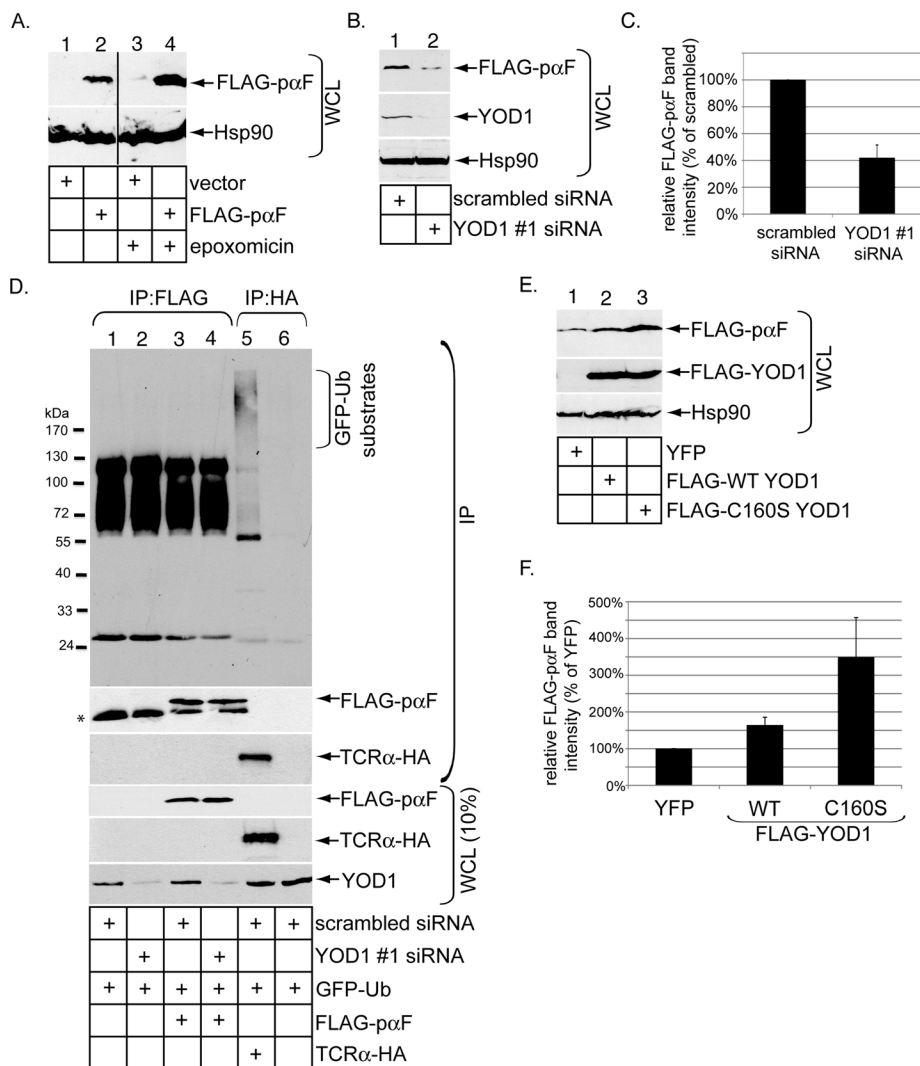 A.
1 2 3 4
FLAG-pαF
Hsp90
WCL
+ + vector
+ + FLAG-pαF
+ + epoxomicin
B.
1 2
FLAG-pαF
YOD1
Hsp90
WCL
+ scrambled siRNA
+ YOD1 #1 siRNA
C.
relative FLAG-pαF band
intensity (% of scrambled)
100%
80%
60%
40%
20%
0%
scrambled
siRNA
YOD1 #1
siRNA
D.
IP:FLAG IP:HA
1 2 3 4 5 6
GFP-Ub
substrates
kDa
170
130
100
72
55
40
33
24
IP
FLAG-pαF
*
TCRα-HA
FLAG-pαF
TCRα-HA
YOD1
WCL (10%)
+ + + + scrambled siRNA
+ + YOD1 #1 siRNA
+ + + + + + GFP-Ub
+ + FLAG-pαF
+ TCRα-HA
E.
1 2 3
FLAG-pαF
FLAG-YOD1
Hsp90
WCL
+ YFP
+ FLAG-WT YOD1
+ FLAG-C160S YOD1
F.
relative FLAG-pαF band
intensity (% of YFP)
500%
400%
300%
200%
100%
0%
YFP WT C160S
FLAG-YOD1